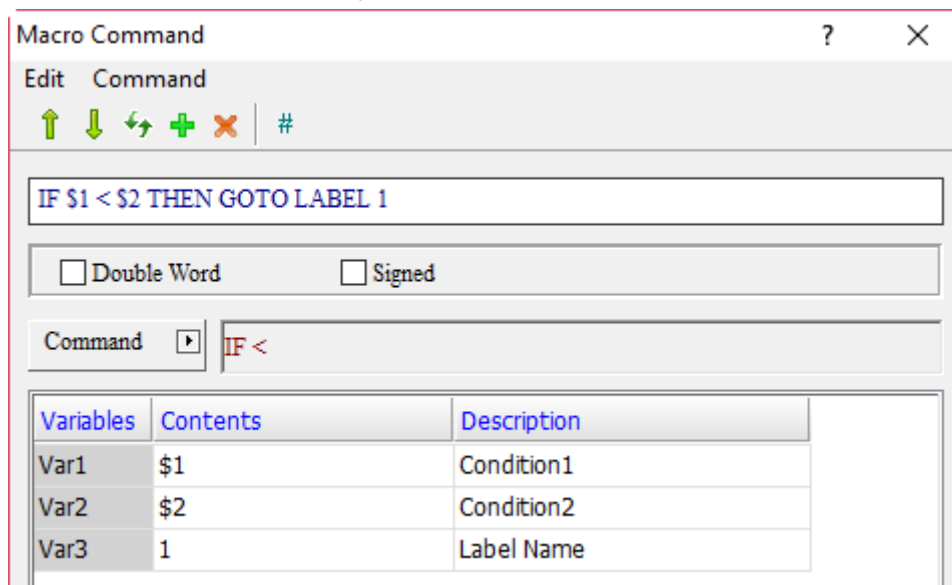 Macro Command ?
Edit Command
#
IF $1 < $2 THEN GOTO LABEL 1
Double Word Signed
Command IF <
Variables Contents Description
Var1 $1 Condition1
Var2 $2 Condition2
Var3 1 Label Name